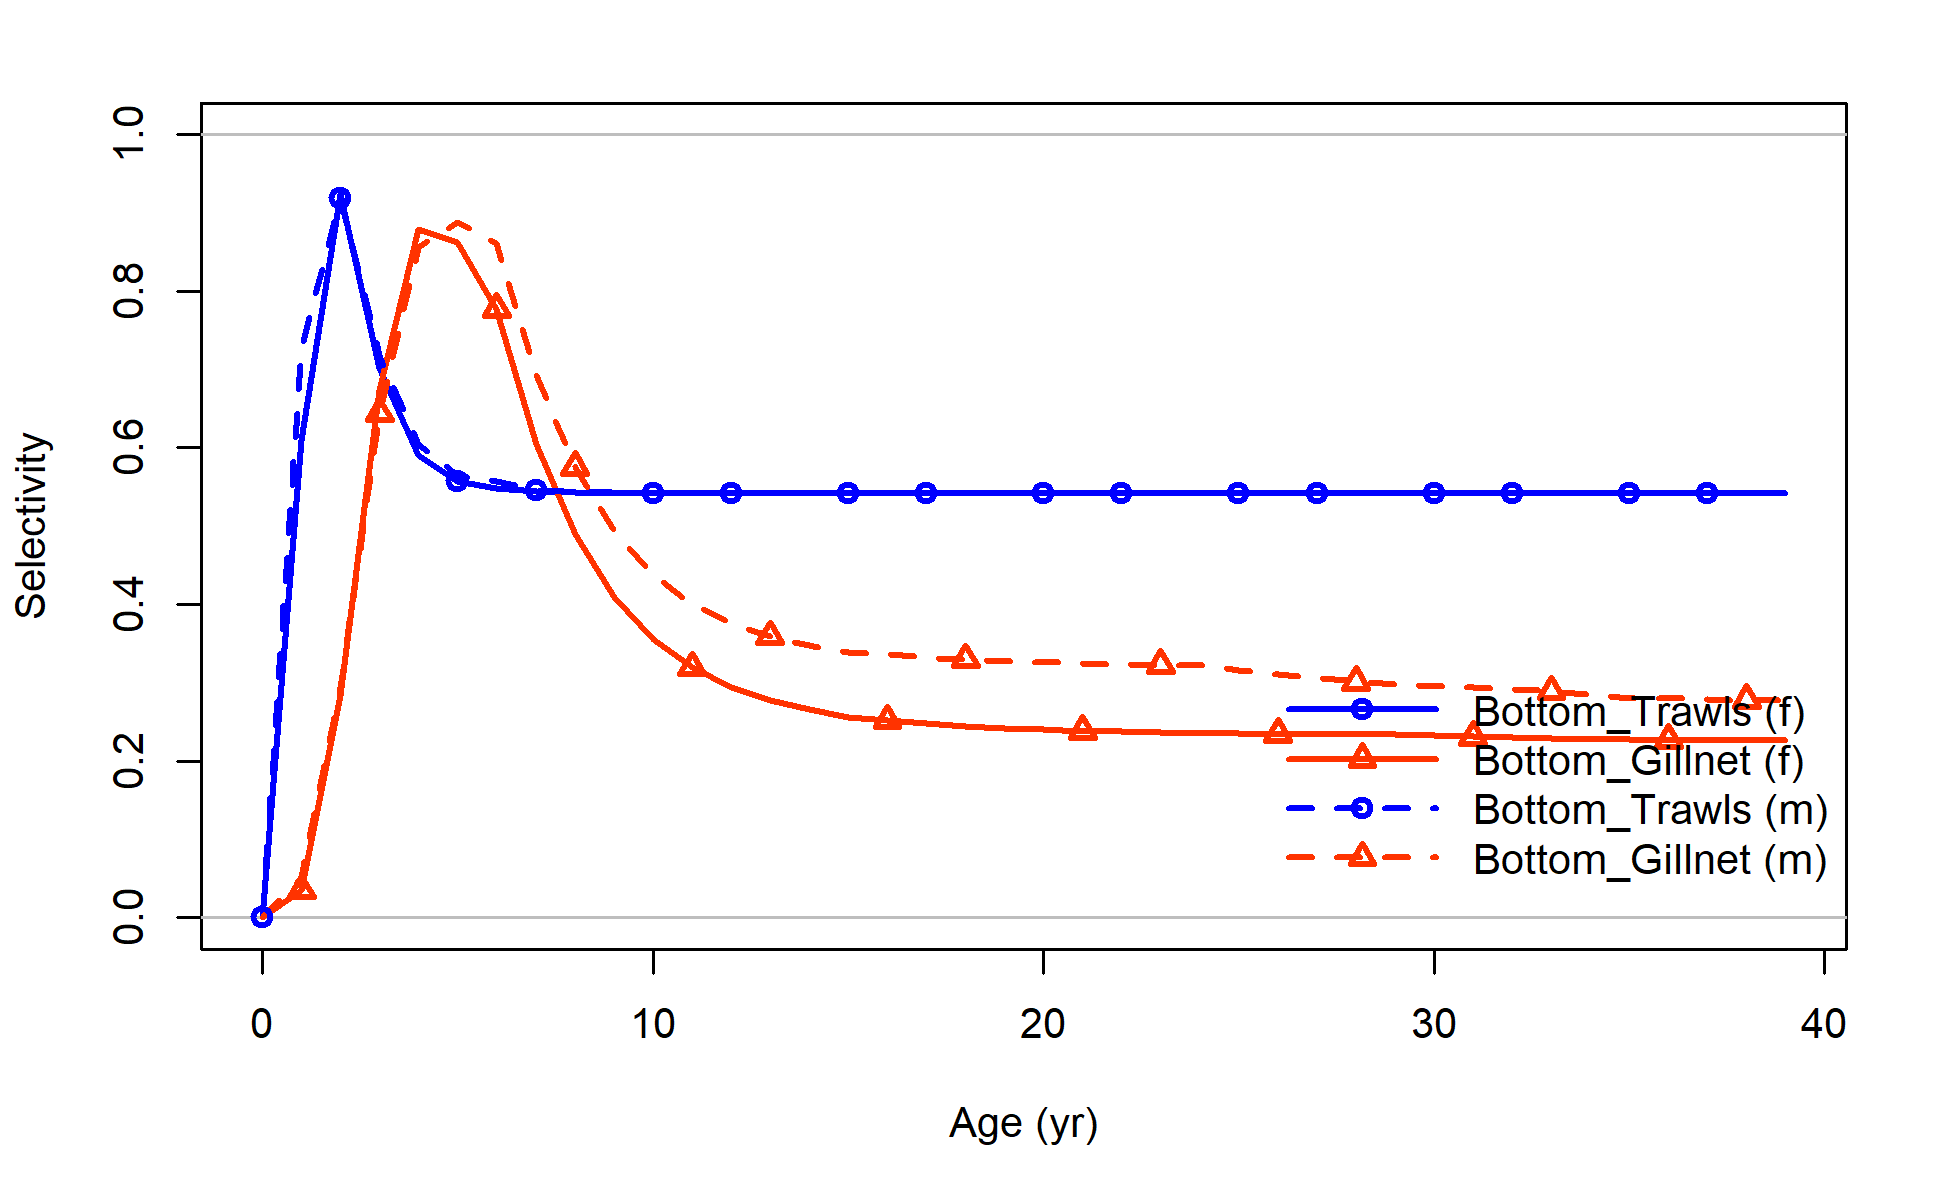 1.0
0.8
0.6
0.4
0.2
0.0
Selectivity
Bottom_Trawls (f)
Bottom_Gillnet (f)
Bottom_Trawls (m)
Bottom_Gillnet (m)
0 10 20 30 40
Age (yr)